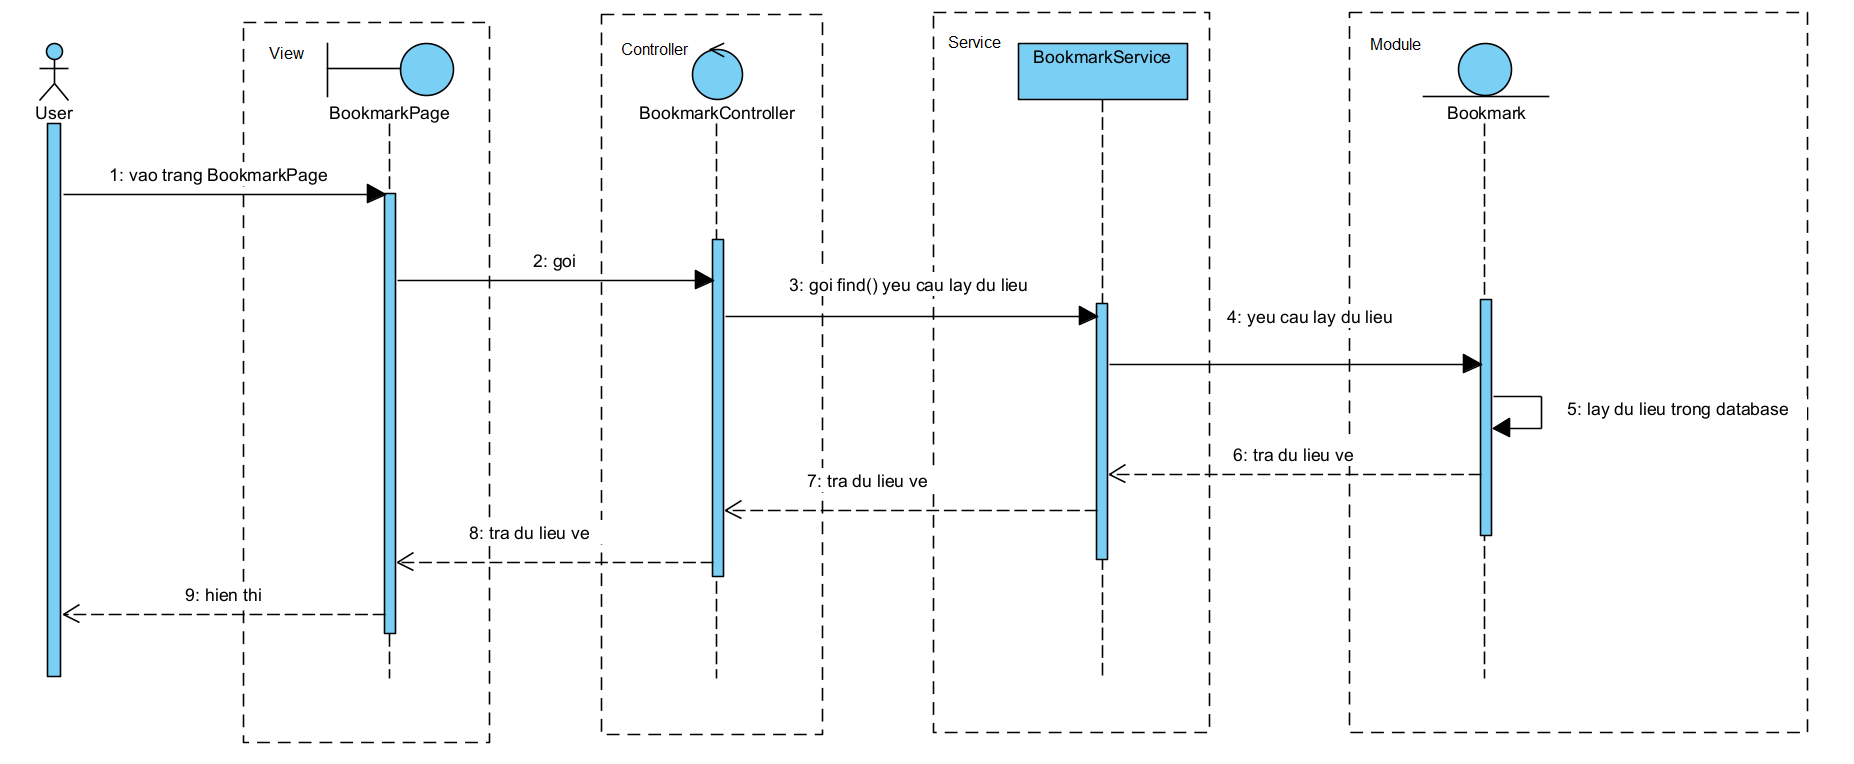 View
Controller
Service
Module
User
BookmarkPage
BookmarkController
BookmarkService
Bookmark
1: vao trang BookmarkPage
2: goi
3: goi find() yeu cau lay du lieu
4: yeu cau lay du lieu
5: lay du lieu trong database
6: tra du lieu ve
7: tra du lieu ve
8: tra du lieu ve
9: hien thi